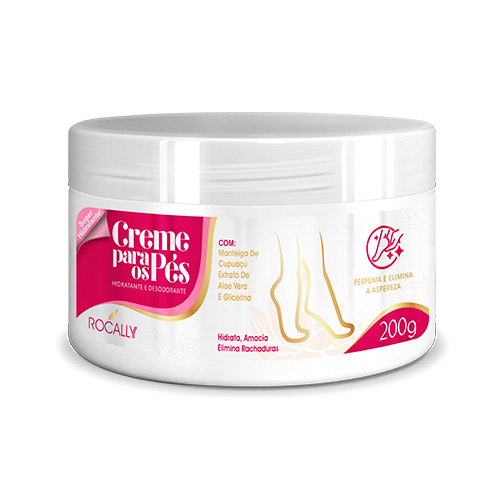 Super
Hidratante!
Creme
para os Pés
HIDRATANTE E DESODORANTE
ROCALLY
COM:
Manteiga De
Cupuaçú
Extrato De
Aloe Vera
E Glicerina
Hidrata, Amacia
Elimina Rachaduras
PERFUMA E ELIMINA
A ASPEREZA
200g